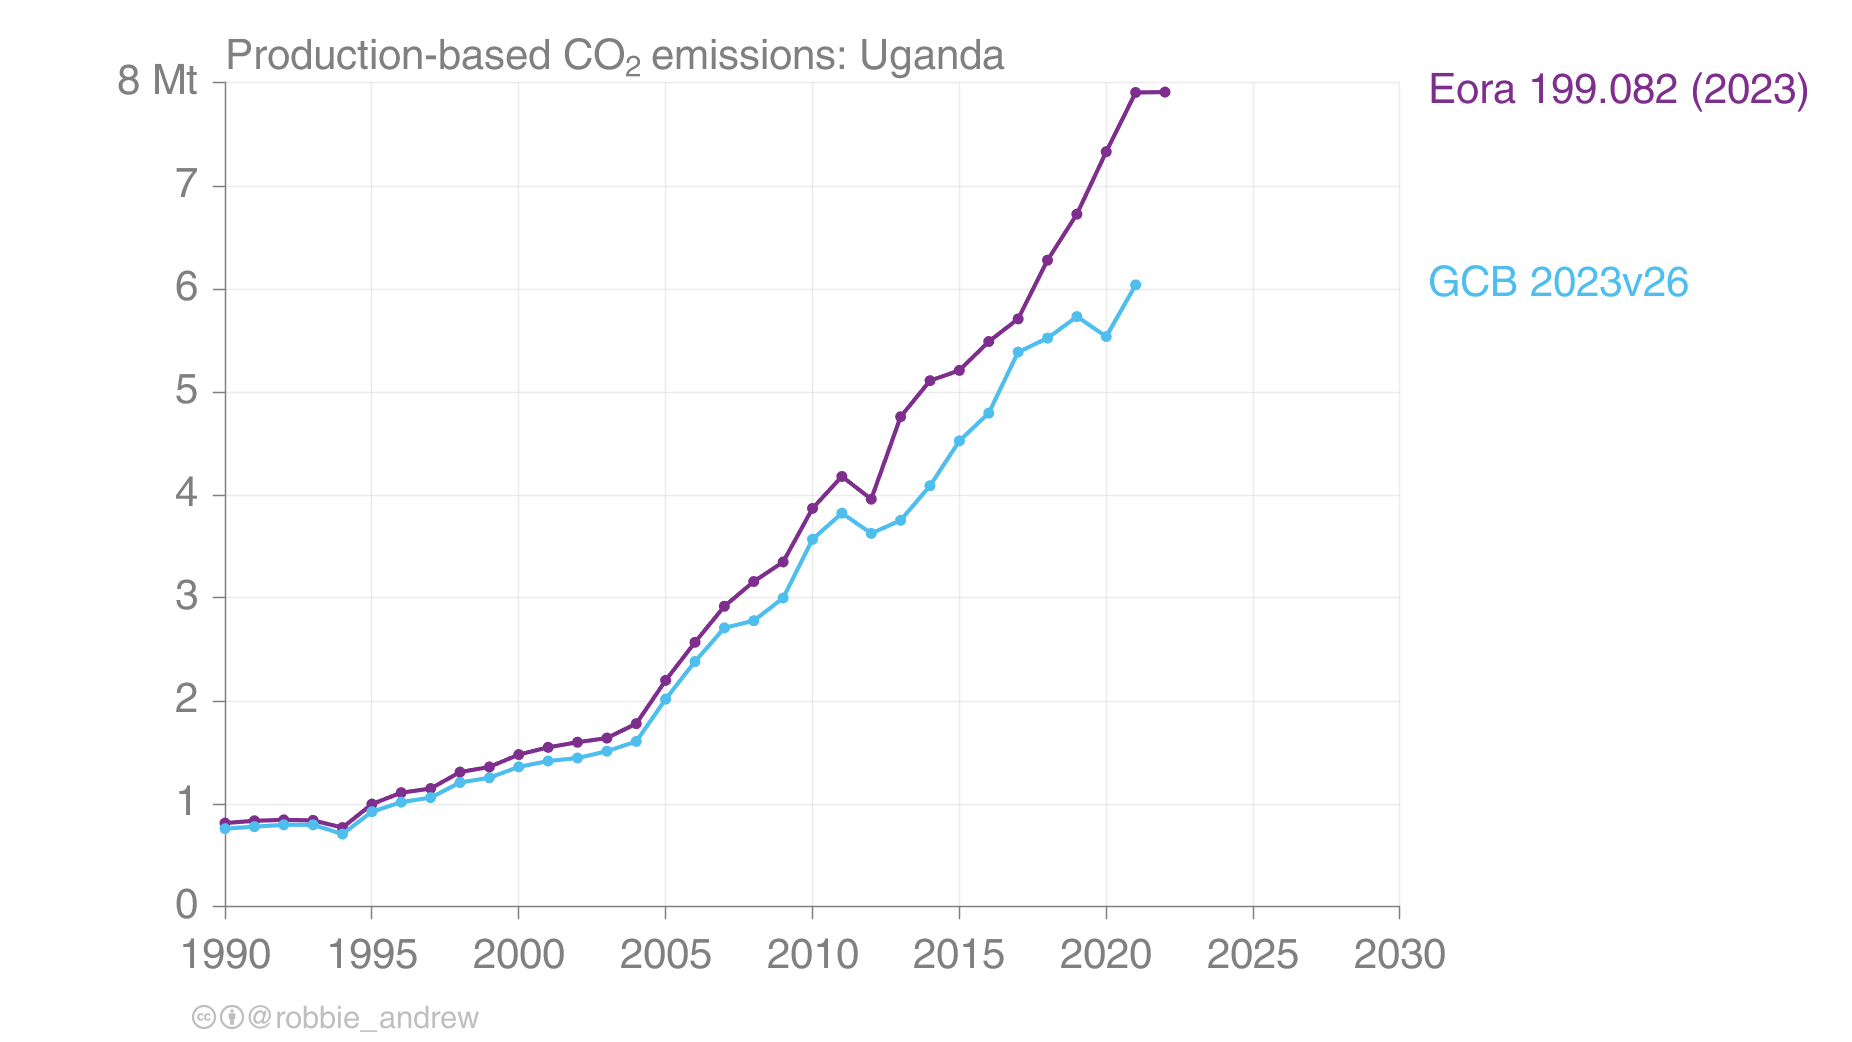 Production-based CO₂ emissions: Uganda
8 Mt
7
6
5
4
3
2
1
0
1990 1995 2000 2005 2010 2015 2020 2025 2030
Eora 199.082 (2023)
GCB 2023v26
cc @robbie_andrew